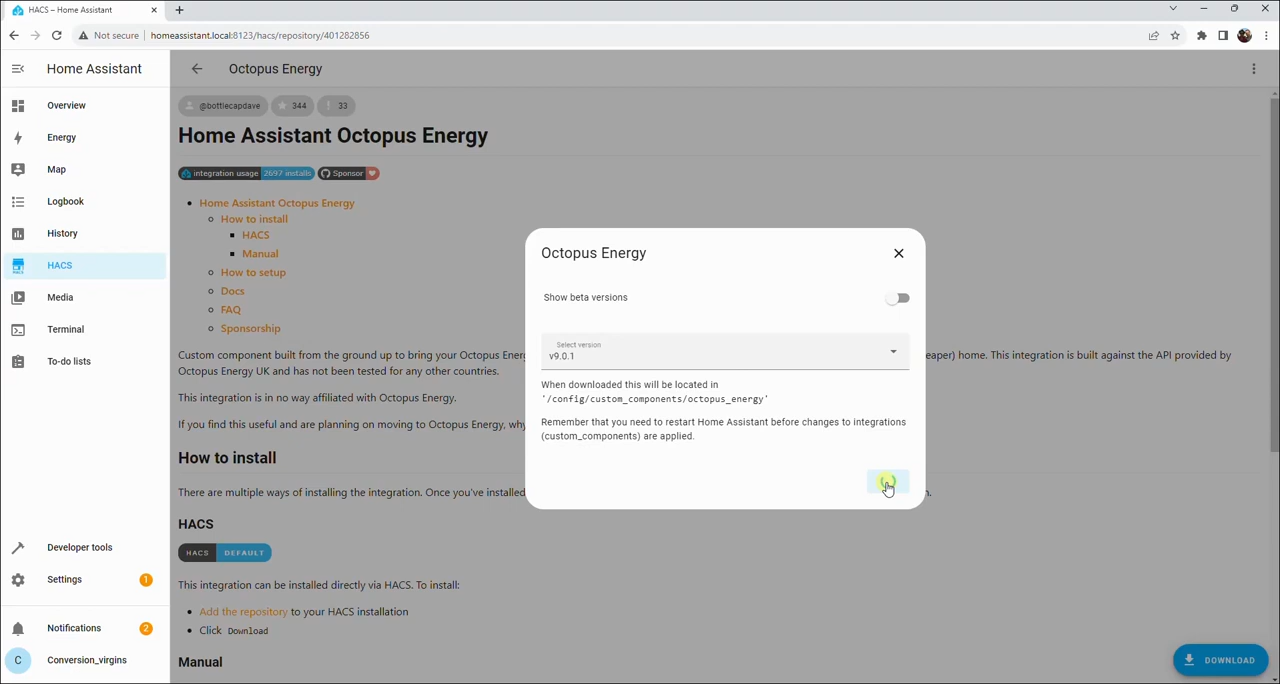 HACS – Home Assistant
Not secure
homeassistant.local:8123/hacs/repository/401282856
Home Assistant
Octopus Energy
Overview
Energy
Map
Logbook
History
HACS
Media
Terminal
To-do lists
Developer tools
Settings
1
Notifications
2
C
Conversion_virgins
@bottlecapdave
344
33
Home Assistant Octopus Energy
integration usage 2697 installs
Sponsor
Home Assistant Octopus Energy
How to install
HACS
Manual
How to setup
Docs
FAQ
Sponsorship
Custom component built from the ground up to bring your Octopus Ener
eaper) home. This integration is built against the API provided by
Octopus Energy UK and has not been tested for any other countries.
This integration is in no way affiliated with Octopus Energy.
If you find this useful and are planning on moving to Octopus Energy, why
How to install
There are multiple ways of installing the integration. Once you've installed
n.
HACS
HACS DEFAULT
This integration can be installed directly via HACS. To install:
Add the repository to your HACS installation
Click Download
Manual
DOWNLOAD
Octopus Energy
Show beta versions
Select version
v9.0.1
When downloaded this will be located in
'/config/custom_components/octopus_energy'
Remember that you need to restart Home Assistant before changes to integrations
(custom_components) are applied.